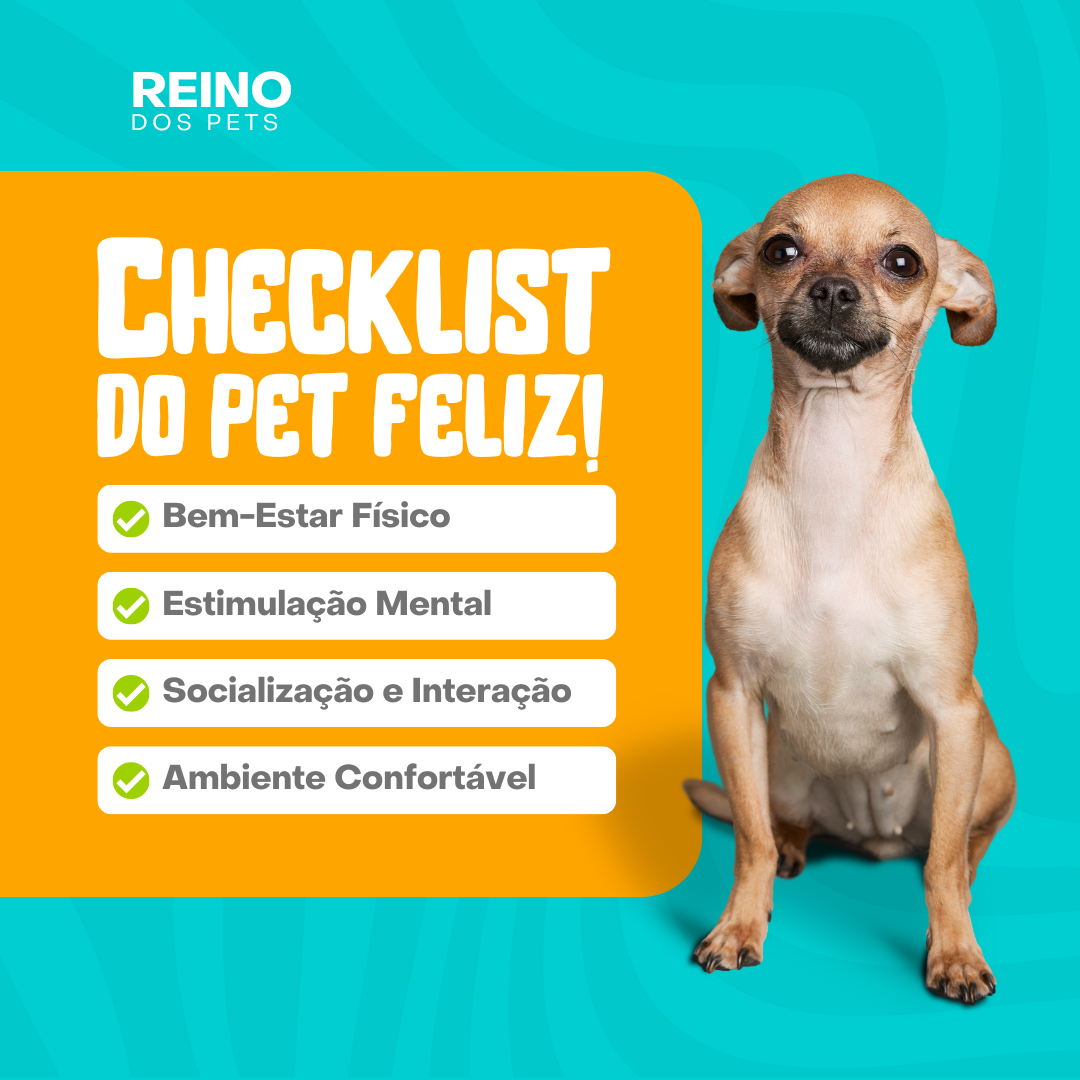 REINO
DOS PETS
CHECKLIST
DO PET FELIZ!
Bem-Estar Físico
Estimulação Mental
Socialização e Interação
Ambiente Confortável